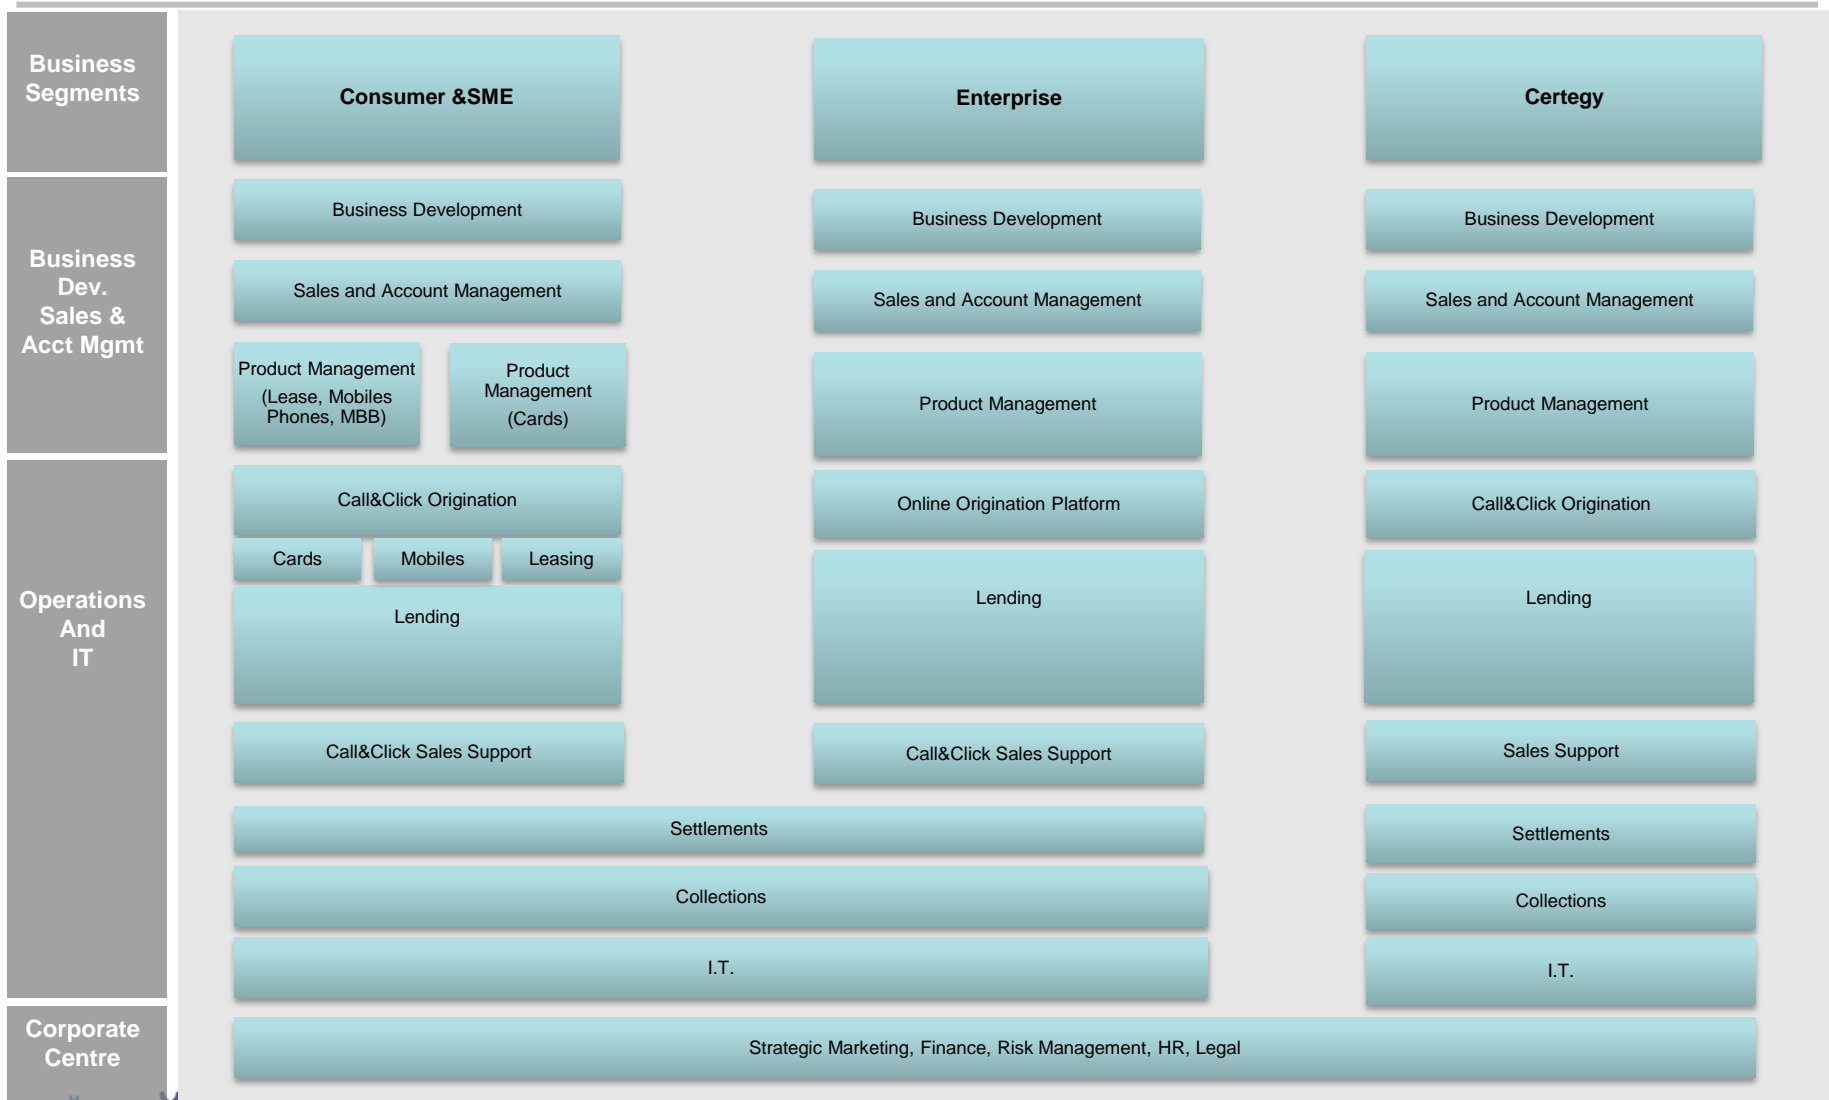 Business
Segments
Consumer &SME
Enterprise
Certegy
Business
Dev.
Sales &
Acct Mgmt
Business Development
Business Development
Business Development
Sales and Account Management
Sales and Account Management
Sales and Account Management
Product Management
(Lease, Mobiles
Phones, MBB)
Product
Management
(Cards)
Product Management
Product Management
Operations
And
IT
Call&Click Origination
Online Origination Platform
Call&Click Origination
Cards
Mobiles
Leasing
Lending
Lending
Lending
Call&Click Sales Support
Call&Click Sales Support
Sales Support
Settlements
Settlements
Collections
Collections
I.T.
I.T.
Corporate
Centre
Strategic Marketing, Finance, Risk Management, HR, Legal